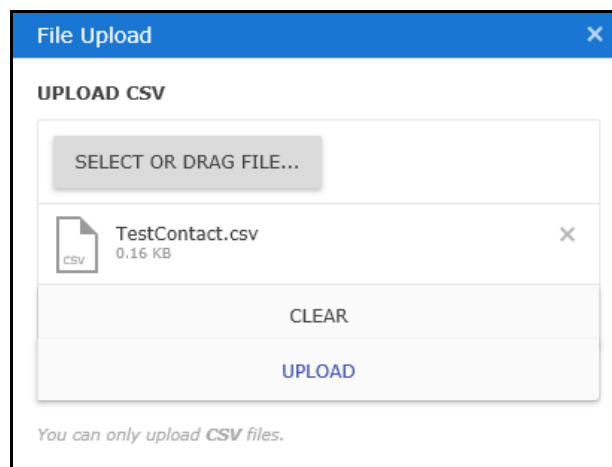 File Upload
UPLOAD CSV
SELECT OR DRAG FILE...
TestContact.csv
0.16 KB
CSV
CLEAR
UPLOAD
You can only upload CSV files.